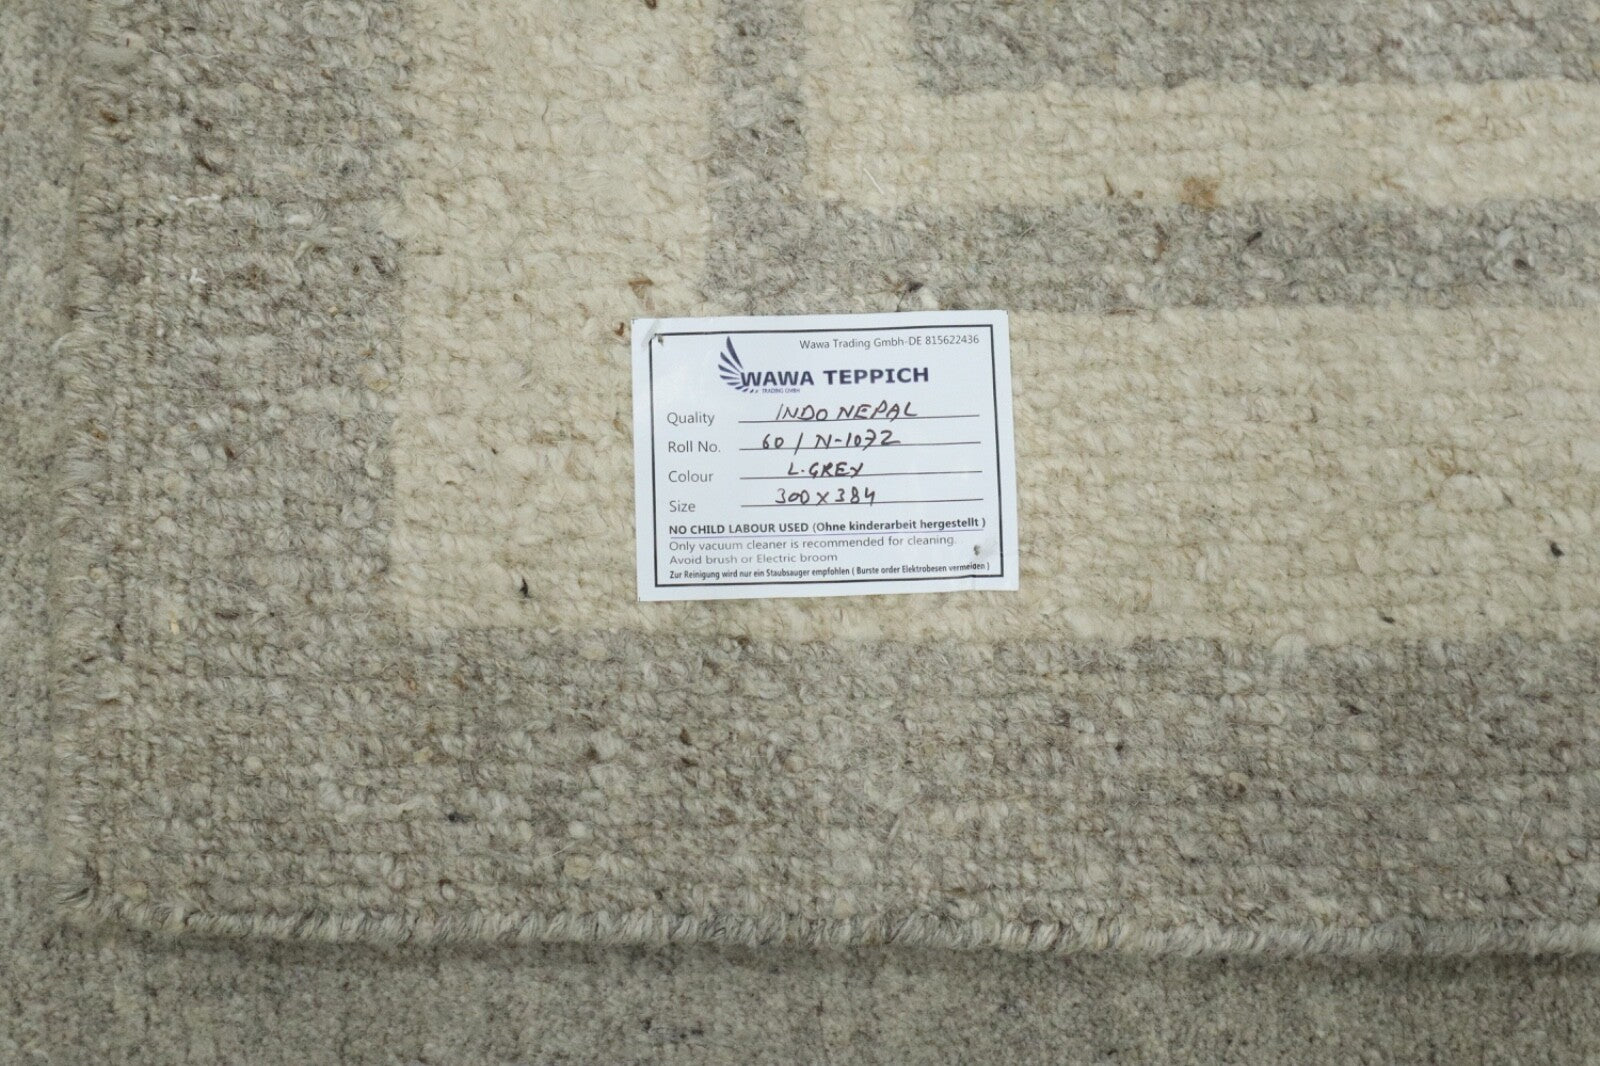 Wawa Trading Gmbh-DE 815622436
WAWA TEPPICH
TRADING GMBH
Quality INDO NEPAL
Roll No. 60 / N-1072
Colour L.GREY
Size 300 x 384
NO CHILD LABOUR USED (Ohne kinderarbeit hergestellt )
Only vacuum cleaner is recommended for cleaning.
Avoid brush or Electric broom
Zur Reinigung wird nur ein Staubsauger empfohlen ( Burste order Elektrobesen vermeiden )